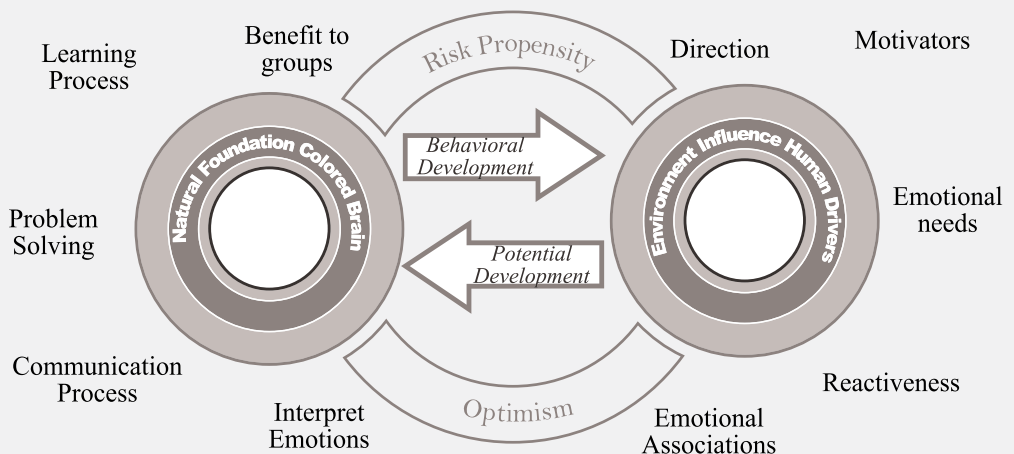 Learning
Process
Benefit to
groups
Risk Propensity
Direction
Motivators
Natural Foundation Colored Brain
Behavioral
Development
Environment Influence Human Drivers
Problem
Solving
Emotional
needs
Potential
Development
Communication
Process
Interpret
Emotions
Optimism
Emotional
Associations
Reactiveness